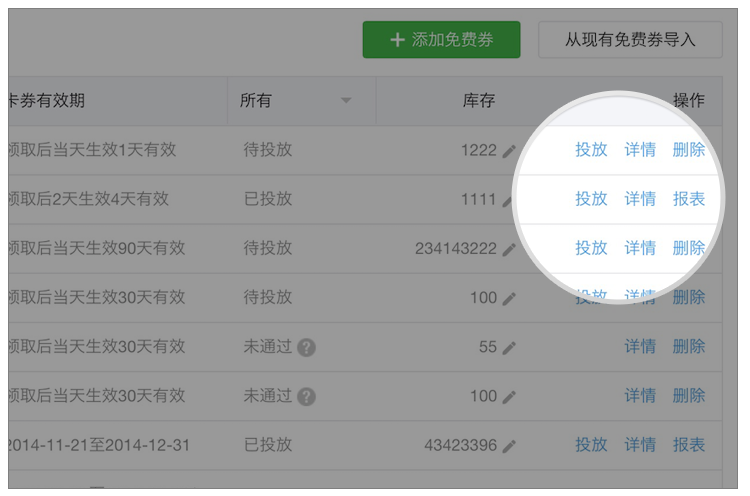 添加免费券 从现有免费券导入
卡券有效期 所有 库存 操作
领取后当天生效1天有效 待投放 1222 投放 详情 删除
领取后2天生效4天有效 已投放 1111 投放 详情 报表
领取后当天生效90天有效 待投放 234143222 投放 详情 删除
领取后当天生效30天有效 待投放 100 投放 详情 删除
领取后当天生效30天有效 未通过 ? 55 详情 删除
领取后当天生效30天有效 未通过 ? 100 详情 删除
2014-11-21至2014-12-31 已投放 43423396 投放 详情 报表